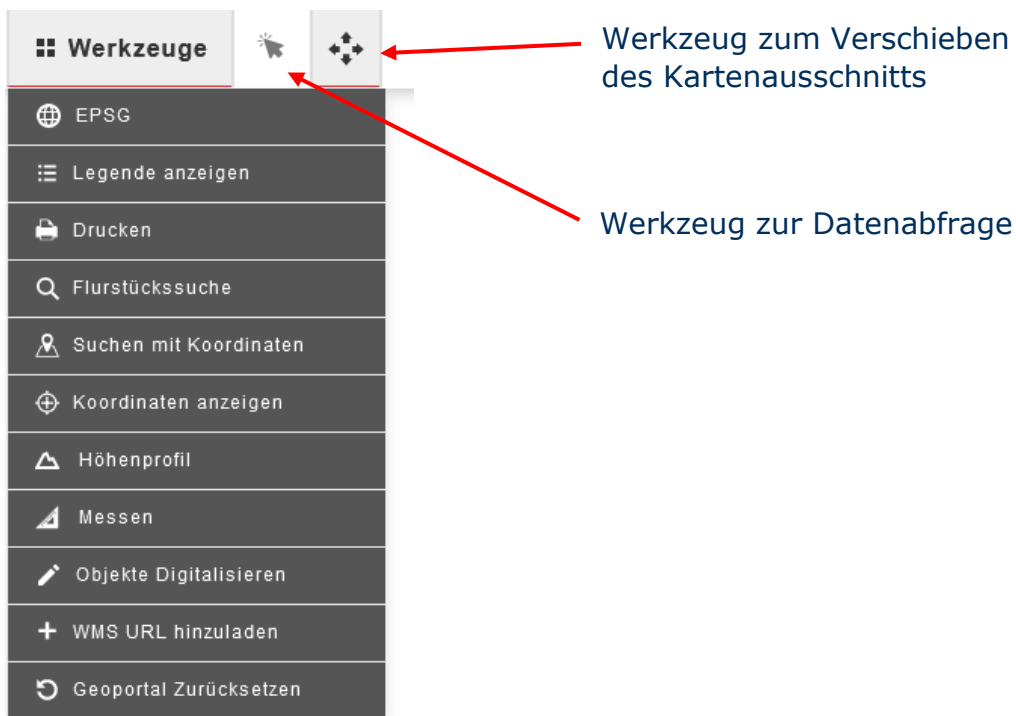 Werkzeuge
Werkzeug zum Verschieben
des Kartenausschnitts
EPSG
Legende anzeigen
Drucken
Werkzeug zur Datenabfrage
Flurstückssuche
Suchen mit Koordinaten
Koordinaten anzeigen
Höhenprofil
Messen
Objekte Digitalisieren
WMS URL hinzuladen
Geoportal Zurücksetzen